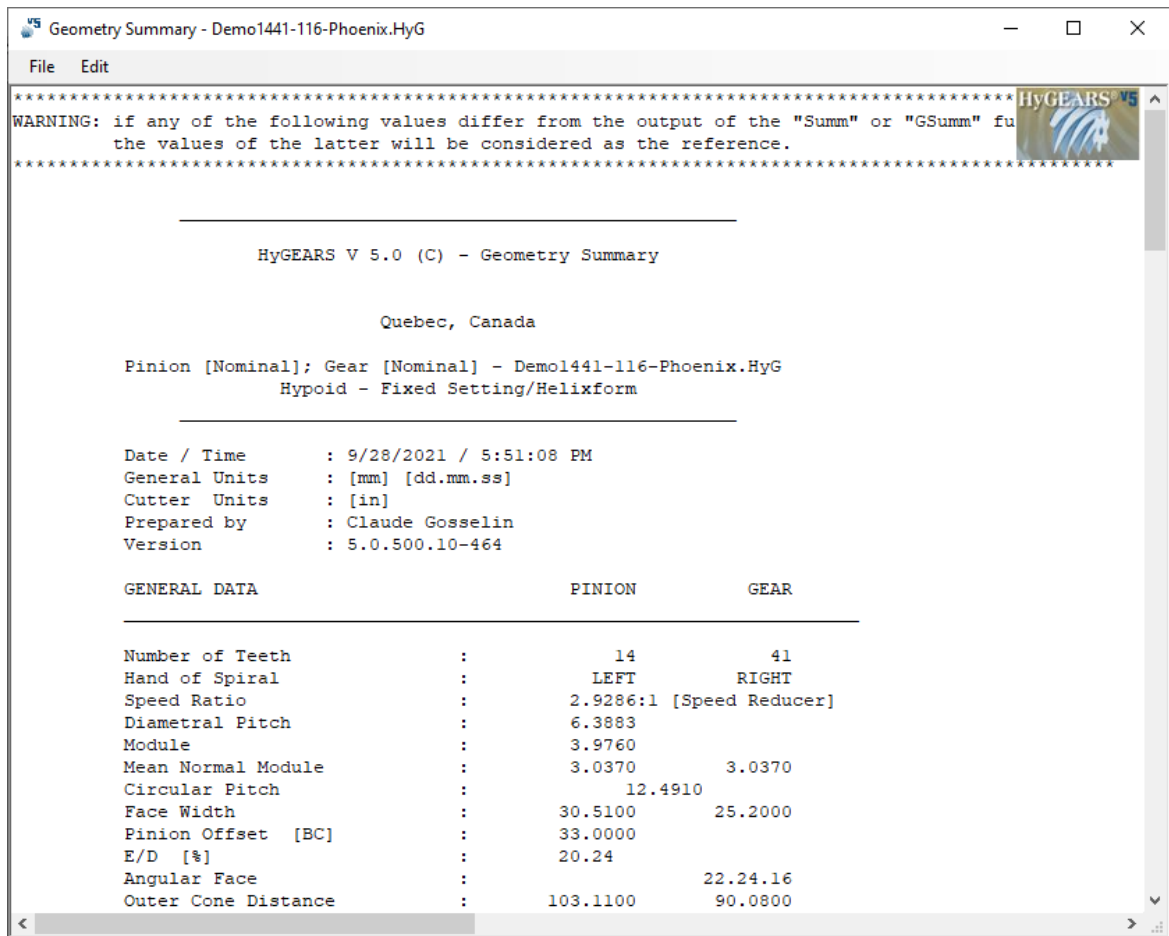 Geometry Summary - Demo1441-116-Phoenix.HyG
File Edit
*****************************************************************************************
HyGEARS V5
WARNING: if any of the following values differ from the output of the "Summ" or "GSumm" fu
the values of the latter will be considered as the reference.
***************************************************************************************************
HyGEARS V 5.0 (C) - Geometry Summary
Quebec, Canada
Pinion [Nominal]; Gear [Nominal] - Demo1441-116-Phoenix.HyG
Hypoid - Fixed Setting/Helixform
Date / Time : 9/28/2021 / 5:51:08 PM
General Units : [mm] [dd.mm.ss]
Cutter Units : [in]
Prepared by : Claude Gosselin
Version : 5.0.500.10-464
GENERAL DATA PINION GEAR
Number of Teeth : 14 41
Hand of Spiral : LEFT RIGHT
Speed Ratio : 2.9286:1 [Speed Reducer]
Diametral Pitch : 6.3883
Module : 3.9760
Mean Normal Module : 3.0370 3.0370
Circular Pitch : 12.4910
Face Width : 30.5100 25.2000
Pinion Offset [BC] : 33.0000
E/D [%] : 20.24
Angular Face : 22.24.16
Outer Cone Distance : 103.1100 90.0800